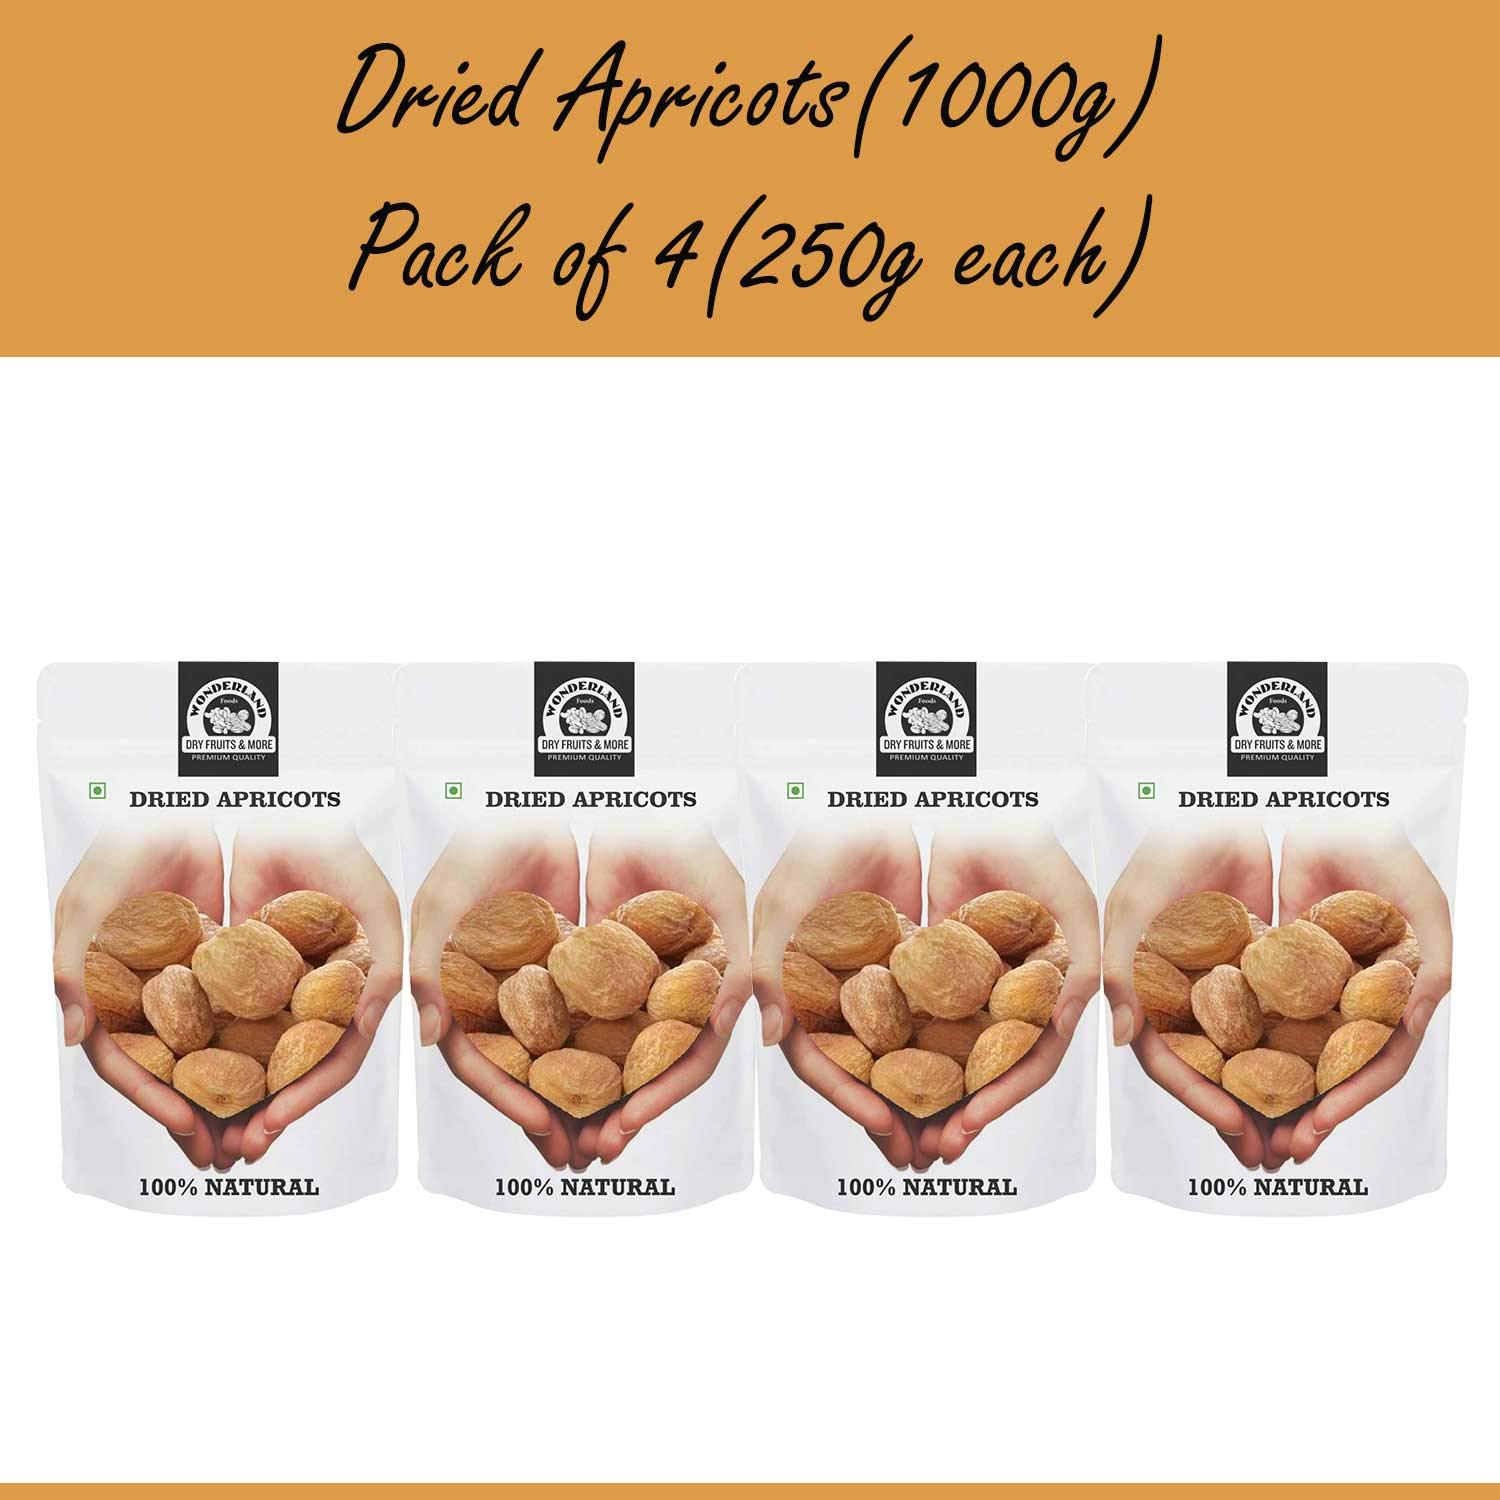 Dried Apricots(1000g)
Pack of 4(250g each)
WONDERLAND
Foods
DRY FRUITS & MORE
PREMIUM QUALITY
DRIED APRICOTS
100% NATURAL
WONDERLAND
Foods
DRY FRUITS & MORE
PREMIUM QUALITY
DRIED APRICOTS
100% NATURAL
WONDERLAND
Foods
DRY FRUITS & MORE
PREMIUM QUALITY
DRIED APRICOTS
100% NATURAL
WONDERLAND
Foods
DRY FRUITS & MORE
PREMIUM QUALITY
DRIED APRICOTS
100% NATURAL